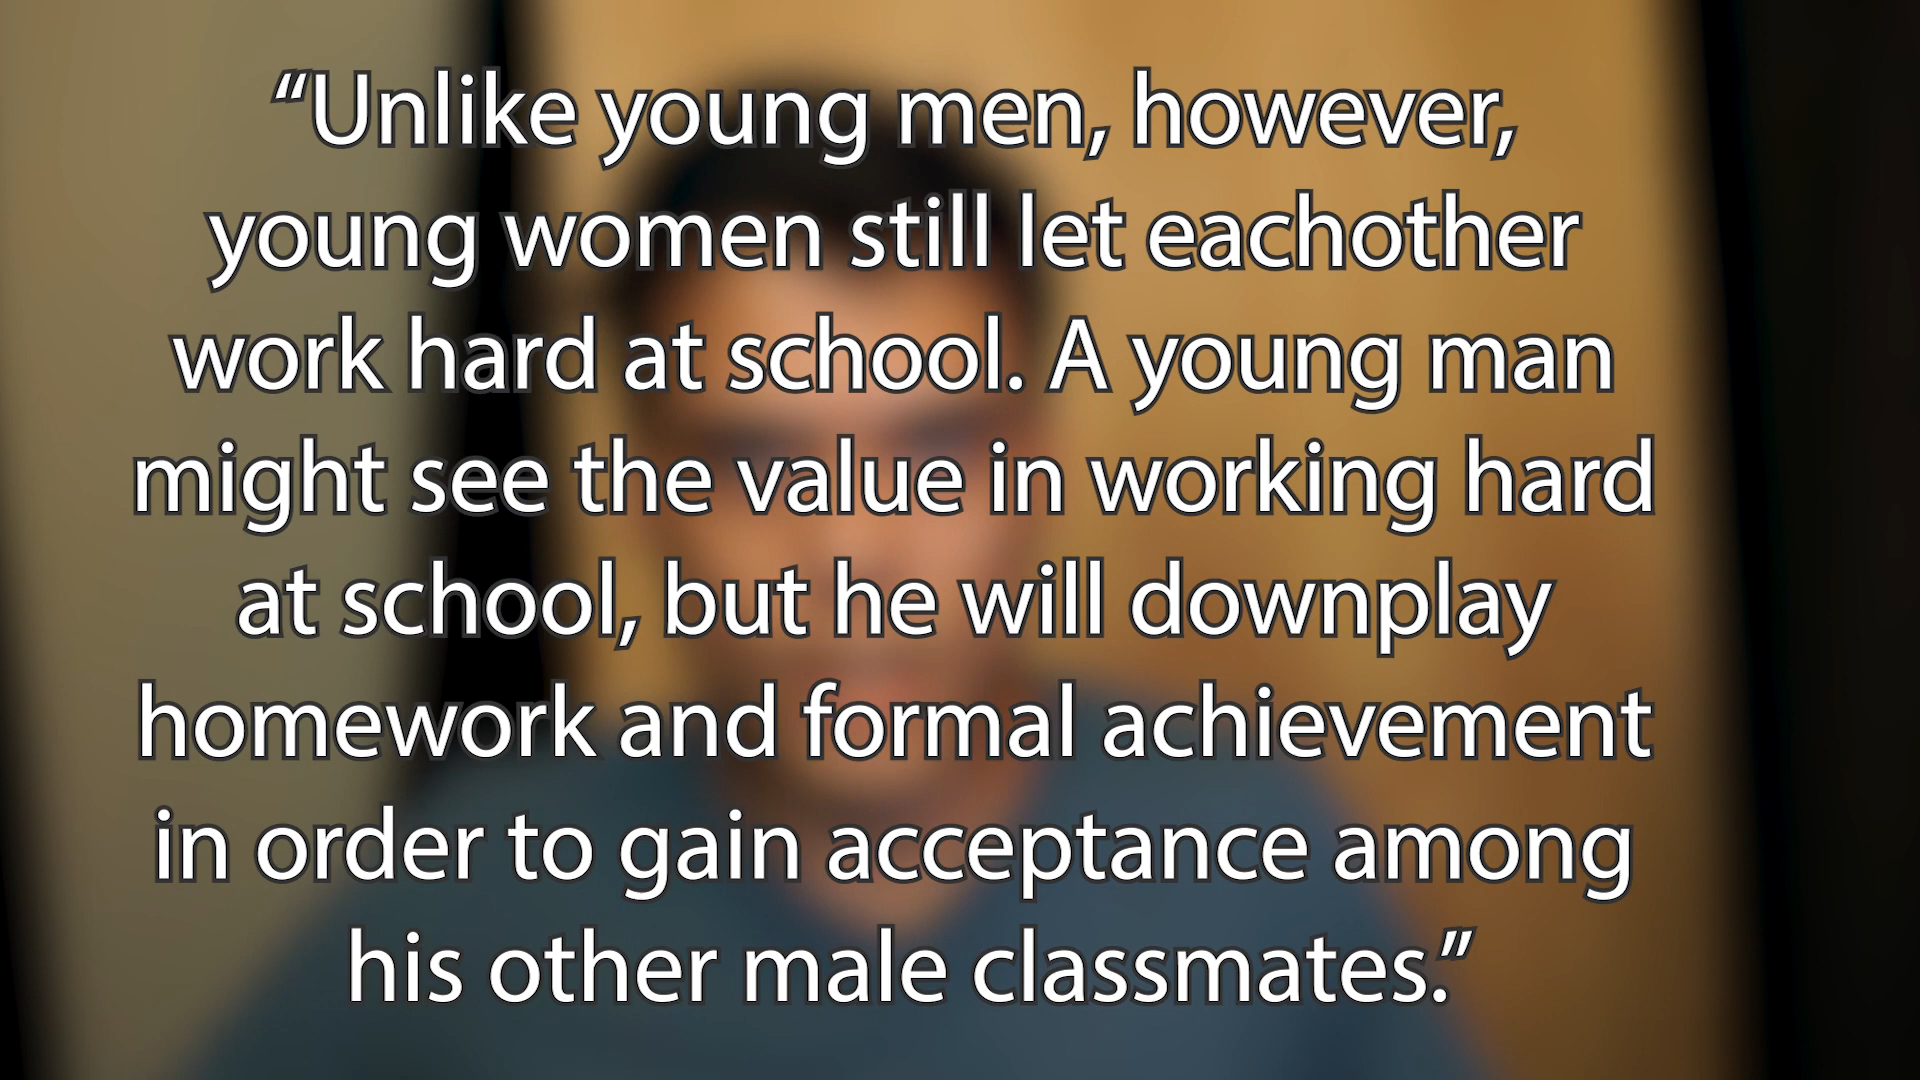 “Unlike young men, however,
young women still let eachother
work hard at school. A young man
might see the value in working hard
at school, but he will downplay
homework and formal achievement
in order to gain acceptance among
his other male classmates.”